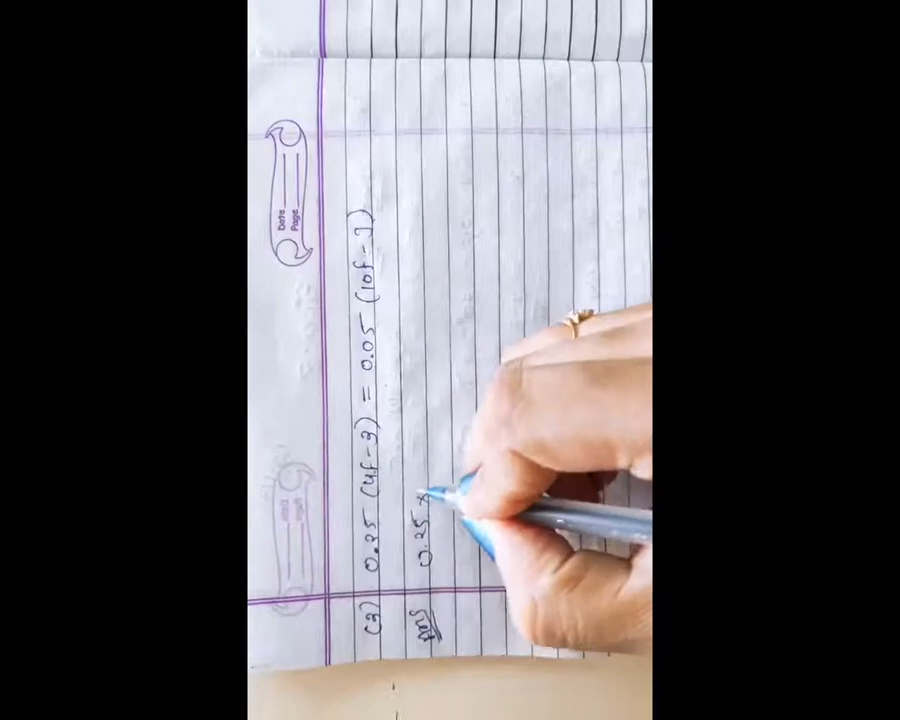 Date
Page
(3) 0.25 (4f-3) = 0.05 (10f-9)
Ans 0.25 ×